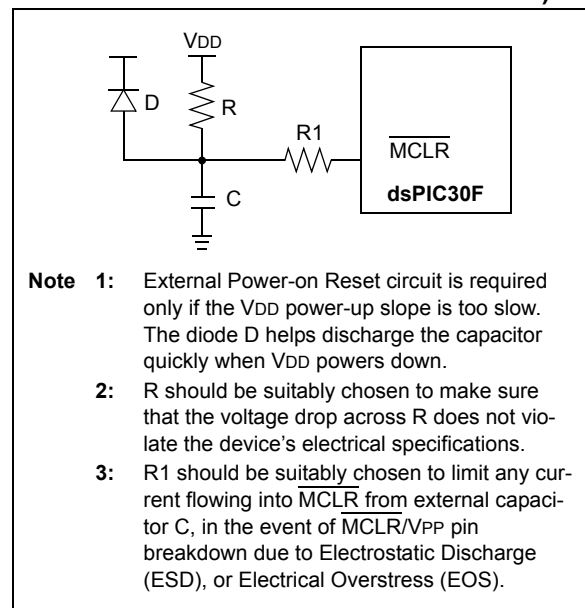 VDD
D
R
R1
MCLR
C
dsPIC30F
Note 1: External Power-on Reset circuit is required
only if the VDD power-up slope is too slow.
The diode D helps discharge the capacitor
quickly when VDD powers down.
2: R should be suitably chosen to make sure
that the voltage drop across R does not vio-
late the device's electrical specifications.
3: R1 should be suitably chosen to limit any cur-
rent flowing into MCLR from external capaci-
tor C, in the event of MCLR/VPP pin
breakdown due to Electrostatic Discharge
(ESD), or Electrical Overstress (EOS).